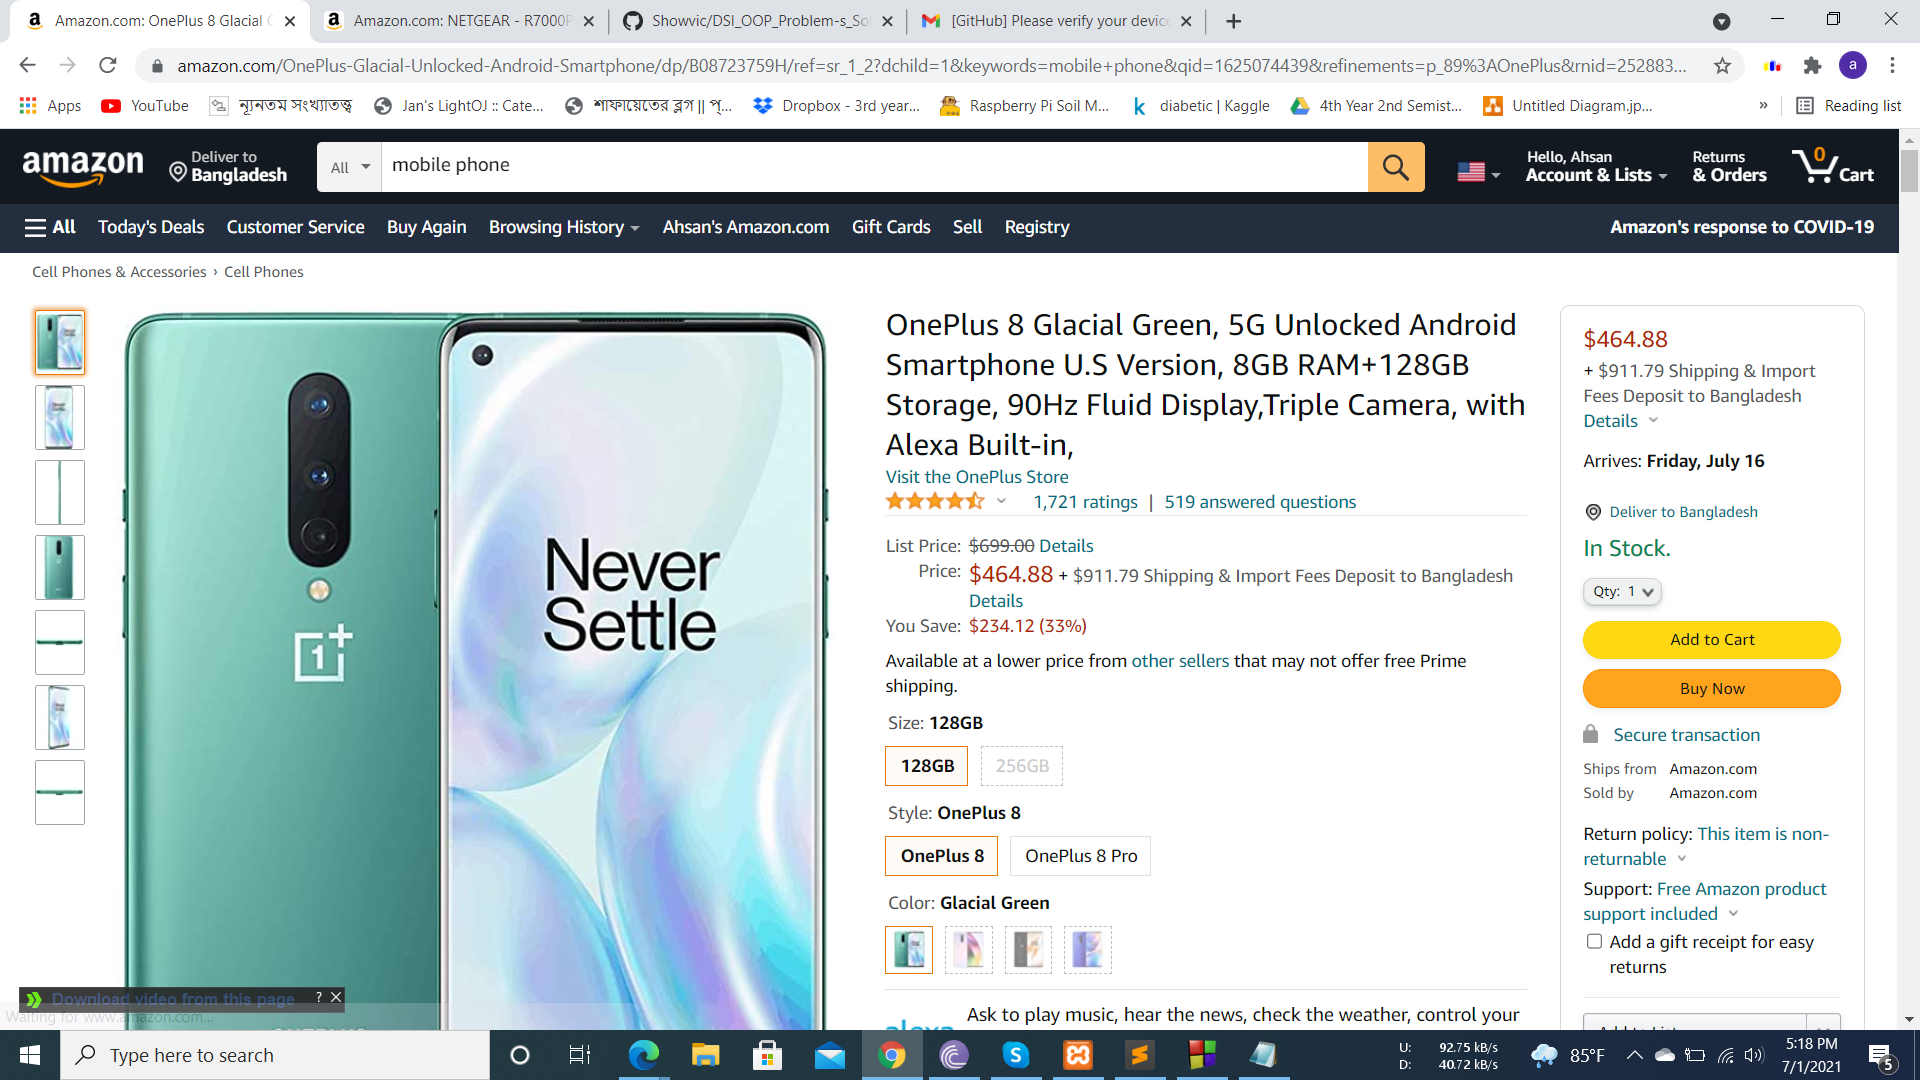 Amazon.com: OnePlus 8 Glacial G
Amazon.com: NETGEAR - R7000P
Showvic/DSI_OOP_Problem-s_Sol
[GitHub] Please verify your device
amazon.com/OnePlus-Glacial-Unlocked-Android-Smartphone/dp/B08723759H/ref=sr_1_2?dchild=1&keywords=mobile+phone&qid=1625074439&refinements=p_89%3AOnePlus&rnid=252883...
a
Apps
YouTube
ন্যূনতম সংখ্যাতত্ত্ব
Jan's LightOJ :: Cate...
শাফায়েতের ব্লগ || প্...
Dropbox - 3rd year...
Raspberry Pi Soil M...
diabetic | Kaggle
4th Year 2nd Semist...
Untitled Diagram.jp...
»
Reading list
amazon
Deliver to
Bangladesh
All
mobile phone
Hello, Ahsan
Account & Lists
Returns
& Orders
0
Cart
All
Today's Deals
Customer Service
Buy Again
Browsing History
Ahsan's Amazon.com
Gift Cards
Sell
Registry
Amazon's response to COVID-19
Cell Phones & Accessories › Cell Phones
Never
Settle
1+
OnePlus 8 Glacial Green, 5G Unlocked Android
Smartphone U.S Version, 8GB RAM+128GB
Storage, 90Hz Fluid Display,Triple Camera, with
Alexa Built-in,
Visit the OnePlus Store
1,721 ratings | 519 answered questions
List Price: $699.00 Details
Price: $464.88 + $911.79 Shipping & Import Fees Deposit to Bangladesh
Details
You Save: $234.12 (33%)
Available at a lower price from other sellers that may not offer free Prime
shipping.
Size: 128GB
128GB
256GB
Style: OnePlus 8
OnePlus 8
OnePlus 8 Pro
Color: Glacial Green
alexa
Ask to play music, hear the news, check the weather, control your
$464.88
+ $911.79 Shipping & Import
Fees Deposit to Bangladesh
Details
Arrives: Friday, July 16
Deliver to Bangladesh
In Stock.
Qty: 1
Add to Cart
Buy Now
Secure transaction
Ships from Amazon.com
Sold by Amazon.com
Return policy: This item is non-
returnable
Support: Free Amazon product
support included
Add a gift receipt for easy
returns
Add to List
Download video from this page
? X
Waiting for www.amazon.com...
Type here to search
U: 92.75 kB/s
D: 40.72 kB/s
85°F
5:18 PM
7/1/2021
5